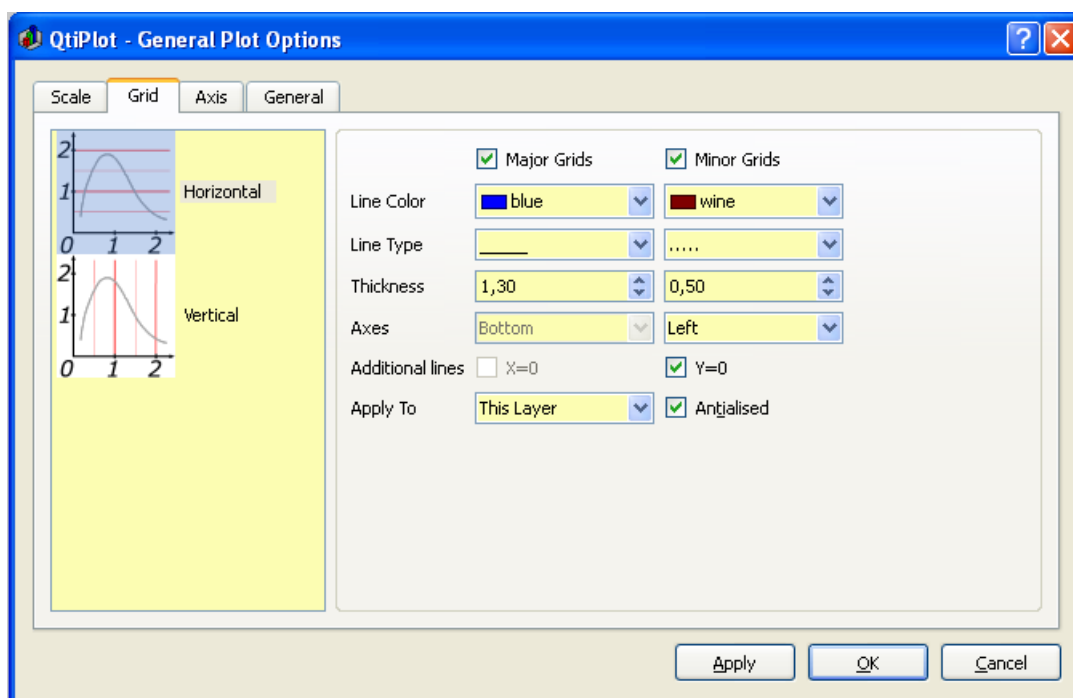 QtiPlot - General Plot Options
Scale Grid Axis General
2
1
0 1 2
Horizontal
2
1
0 1 2
Vertical
Major Grids Minor Grids
Line Color blue wine
Line Type _____ .....
Thickness 1,30 0,50
Axes Bottom Left
Additional lines X=0 Y=0
Apply To This Layer Antialised
Apply OK Cancel